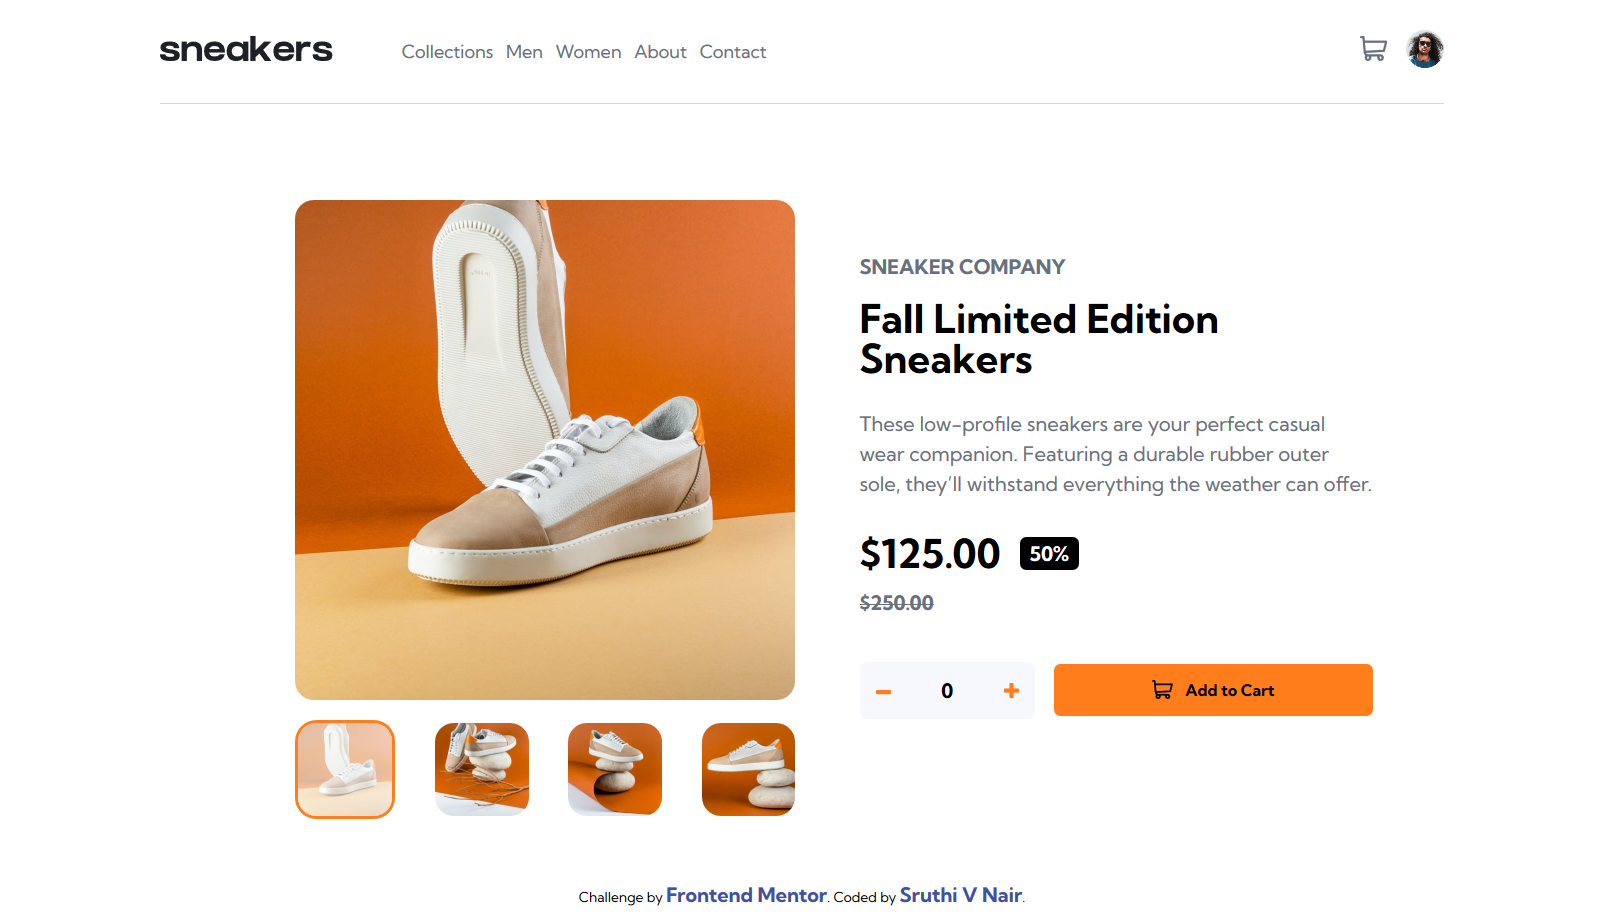 sneakers
Collections Men Women About Contact
SNEAKER COMPANY
Fall Limited Edition
Sneakers
These low-profile sneakers are your perfect casual
wear companion. Featuring a durable rubber outer
sole, they’ll withstand everything the weather can offer.
$125.00 50%
$250.00
0
Add to Cart
Challenge by Frontend Mentor. Coded by Sruthi V Nair.